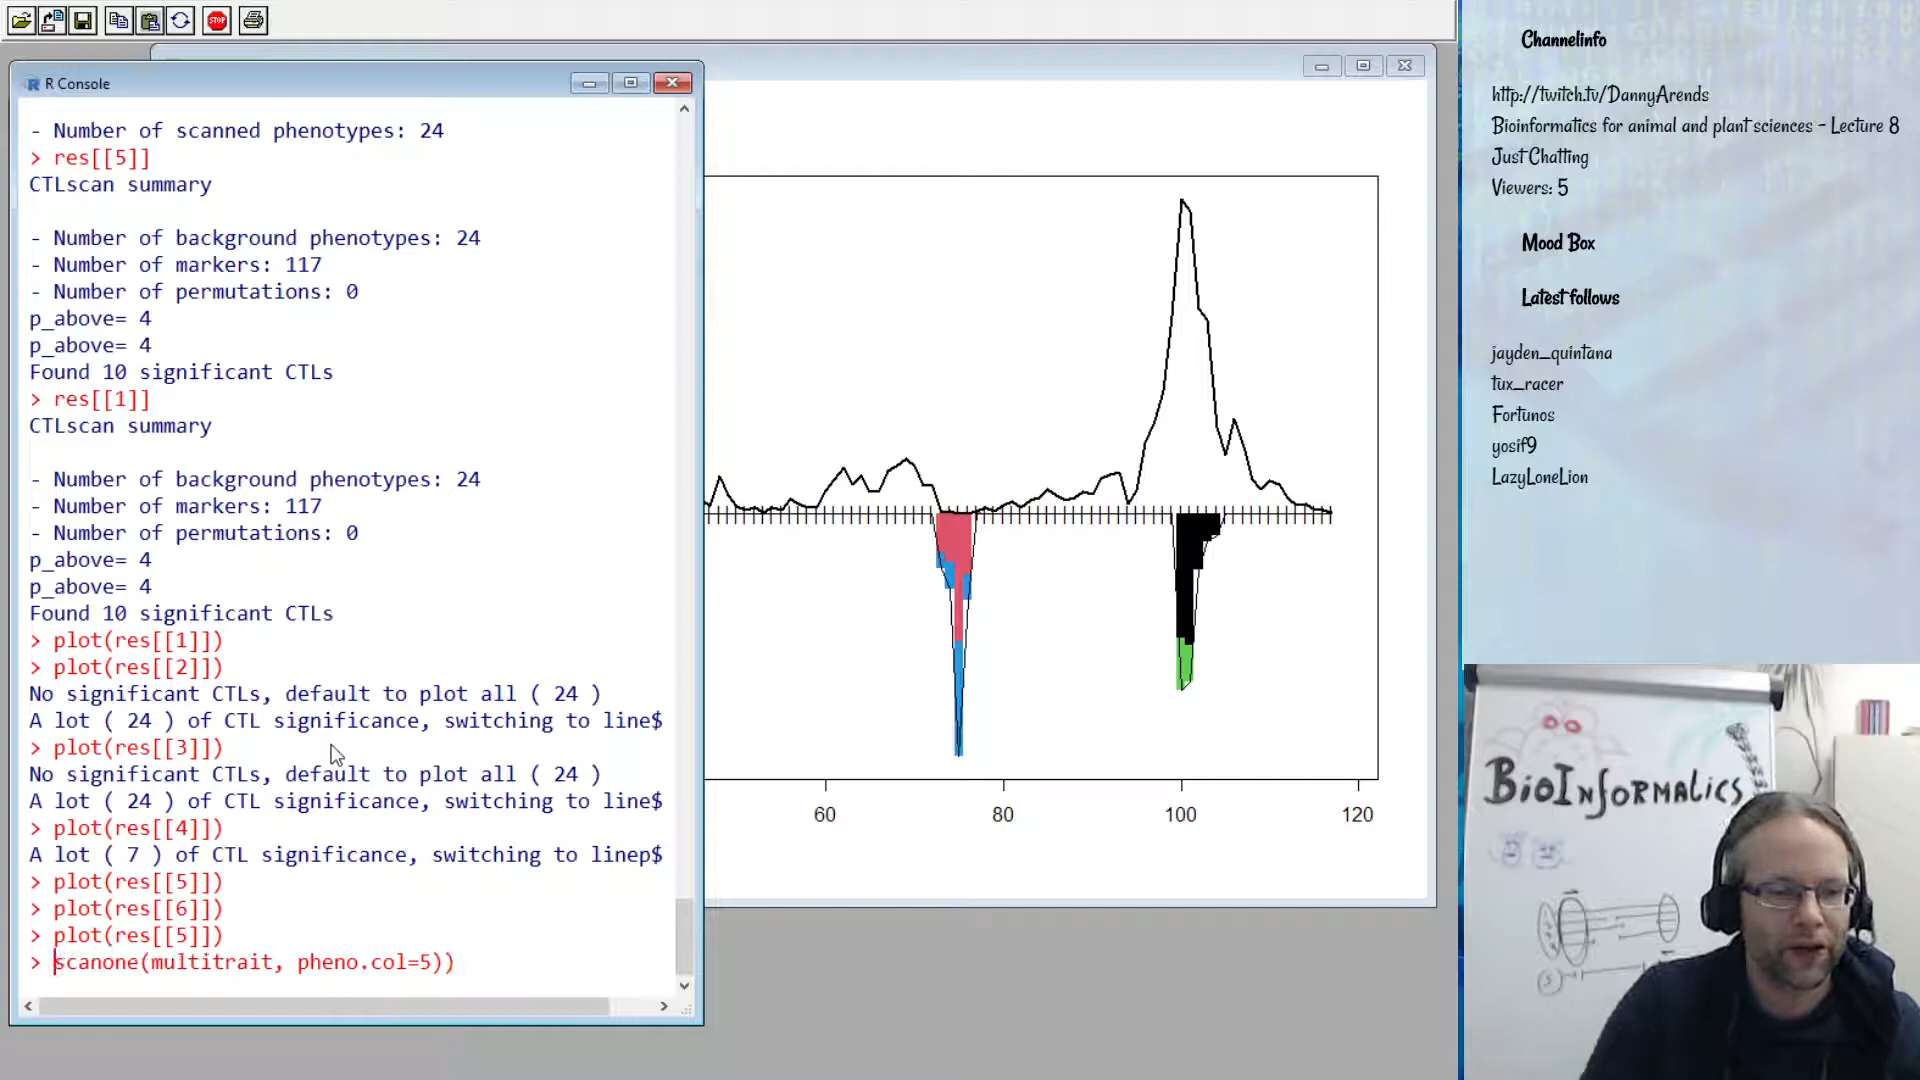 R Console
- Number of scanned phenotypes: 24
> res[[5]]
CTLscan summary
- Number of background phenotypes: 24
- Number of markers: 117
- Number of permutations: 0
p_above= 4
p_above= 4
Found 10 significant CTLs
> res[[1]]
CTLscan summary
- Number of background phenotypes: 24
- Number of markers: 117
- Number of permutations: 0
p_above= 4
p_above= 4
Found 10 significant CTLs
> plot(res[[1]])
> plot(res[[2]])
No significant CTLs, default to plot all ( 24 )
A lot ( 24 ) of CTL significance, switching to line$
> plot(res[[3]])
No significant CTLs, default to plot all ( 24 )
A lot ( 24 ) of CTL significance, switching to line$
> plot(res[[4]])
A lot ( 7 ) of CTL significance, switching to linep$
> plot(res[[5]])
> plot(res[[6]])
> plot(res[[5]])
> scanone(multitrait, pheno.col=5))
60 80 100 120
STOP
Channelinfo
http://twitch.tv/DannyArends
Bioinformatics for animal and plant sciences - Lecture 8
Just Chatting
Viewers: 5
Mood Box
Latest follows
jayden_quintana
tux_racer
Fortunos
yosif9
LazyLoneLion
BioInformatics